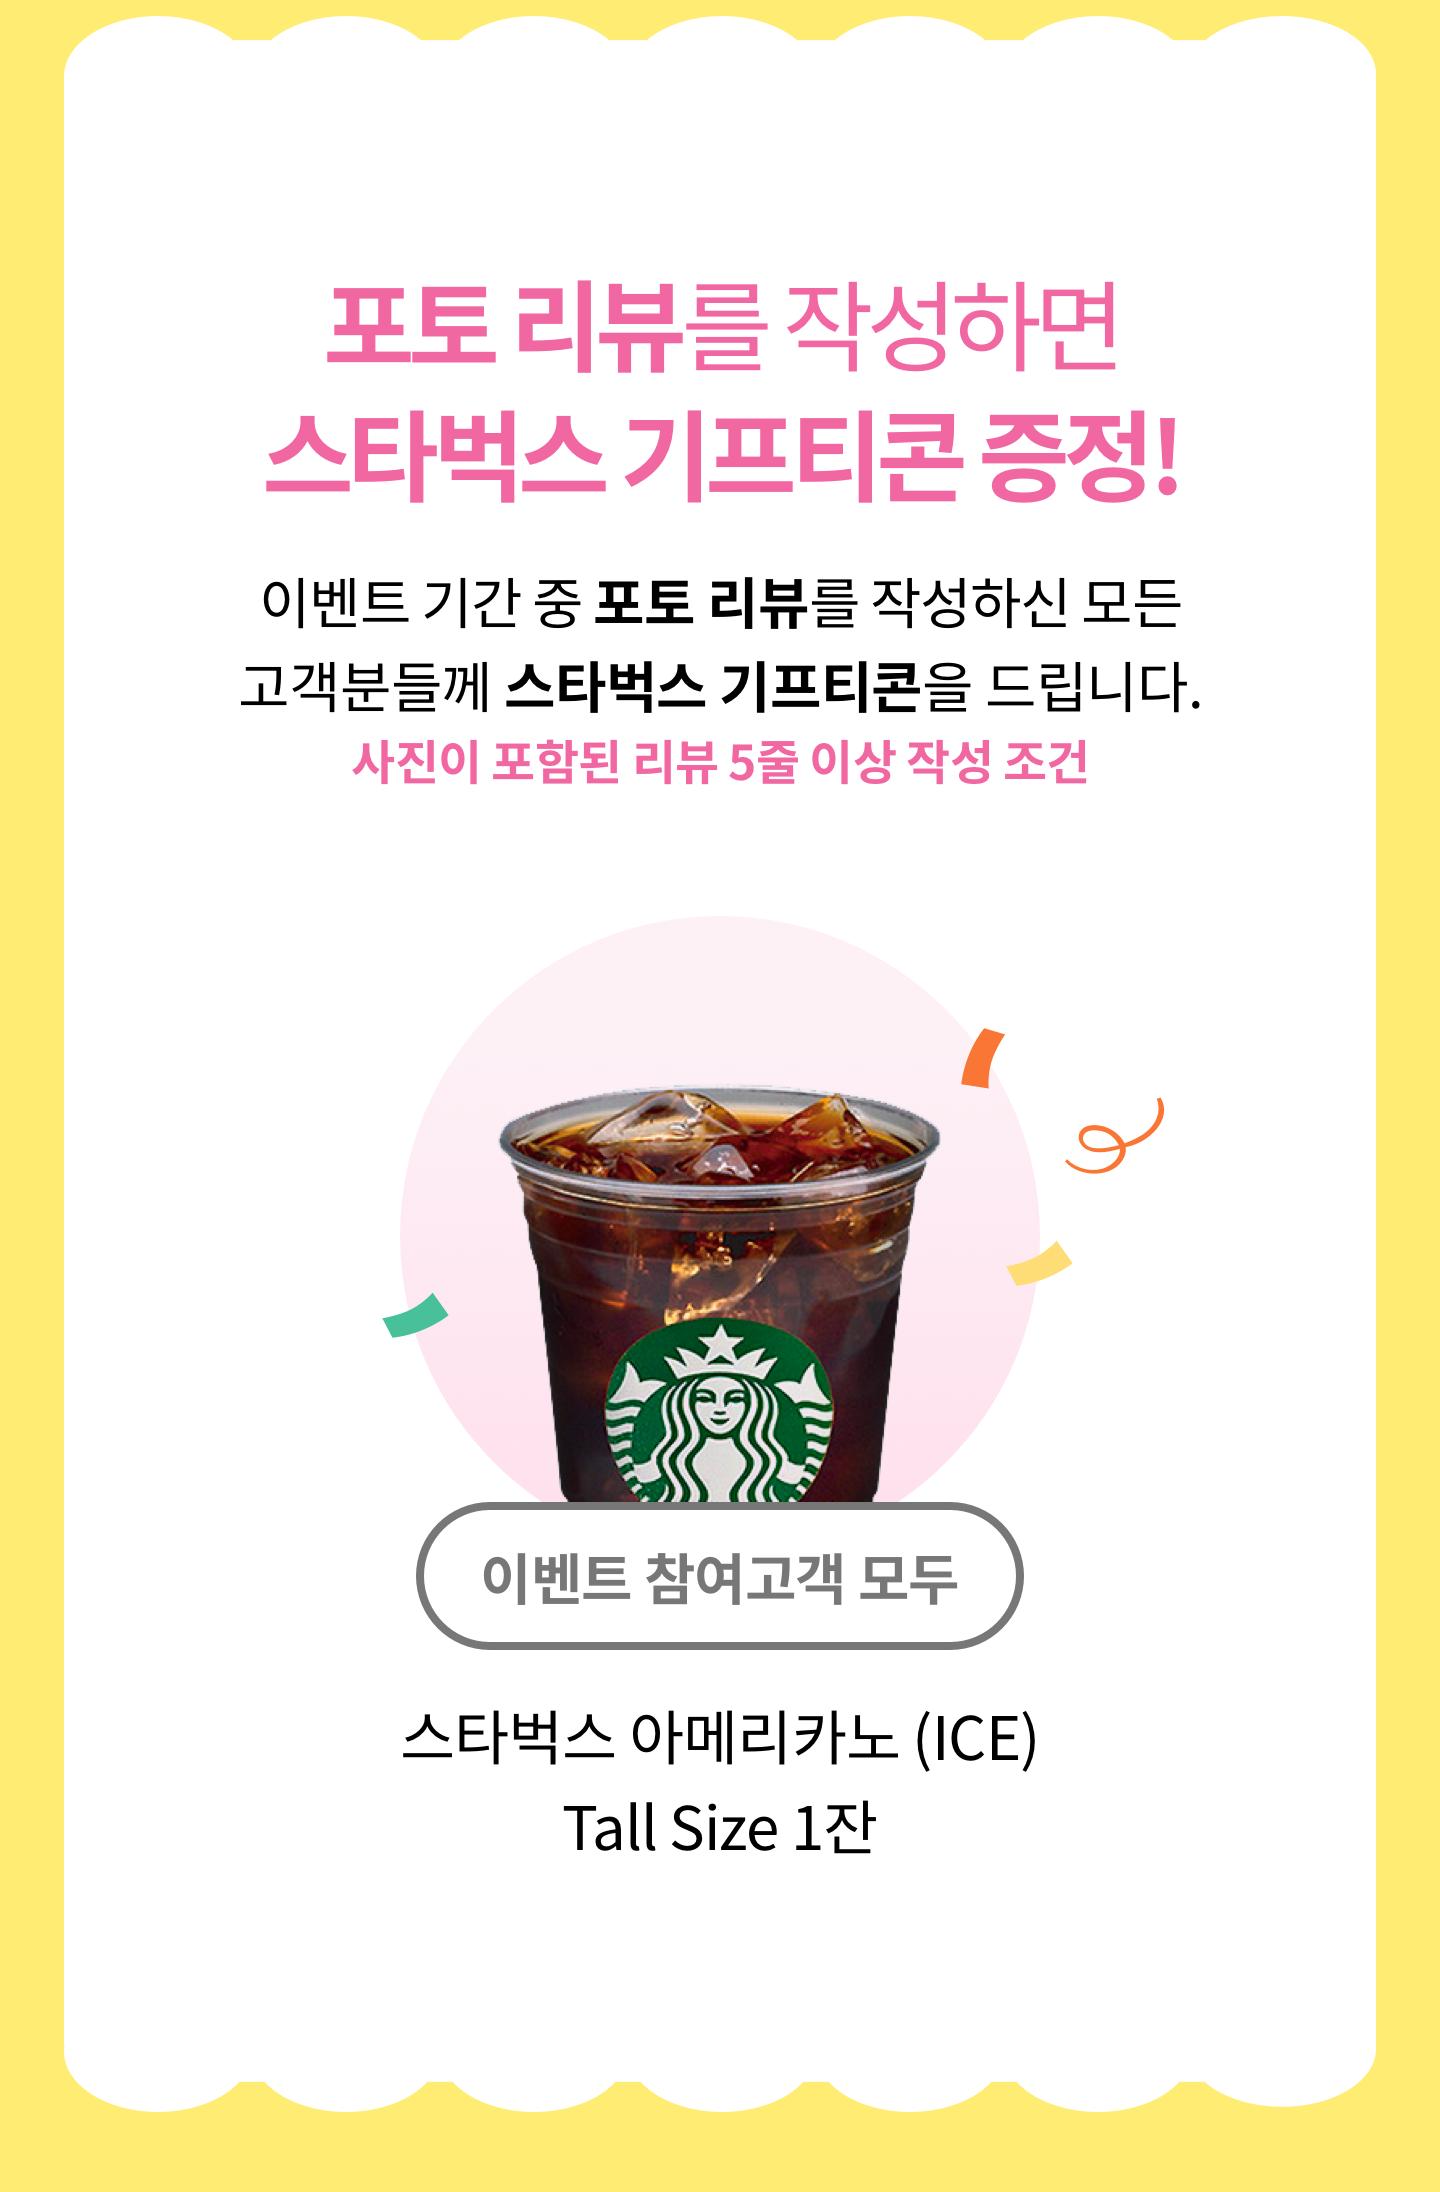 포토 리뷰를 작성하면
스타벅스 기프티콘 증정!
이벤트 기간 중 포토 리뷰를 작성하신 모든
고객분들께 스타벅스 기프티콘을 드립니다.
사진이 포함된 리뷰 5줄 이상 작성 조건
이벤트 참여고객 모두
스타벅스 아메리카노 (ICE)
Tall Size 1잔